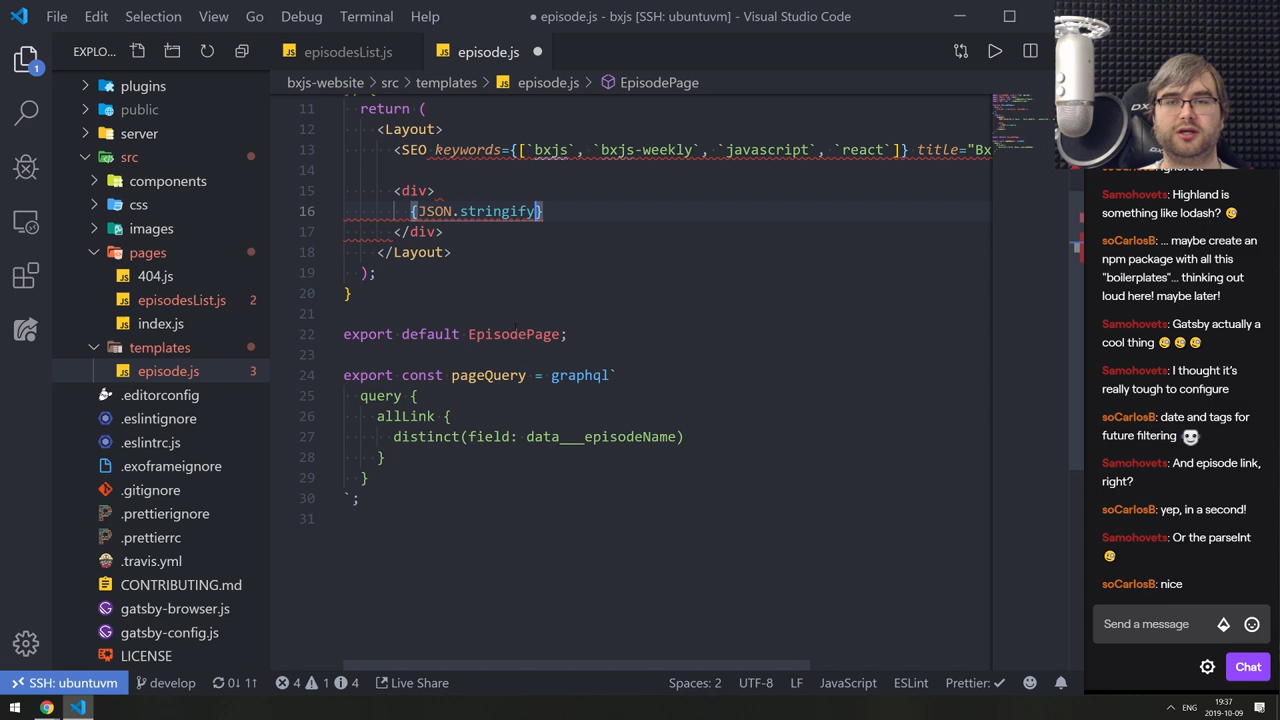 File Edit Selection View Go Debug Terminal Help
● episode.js - bxjs [SSH: ubuntuvm] - Visual Studio Code
EXPLO...
episodesList.js
episode.js
bxjs-website > src > templates > episode.js > EpisodePage
1
plugins
public
server
src
components
css
images
pages
404.js
episodesList.js 2
index.js
templates
episode.js 3
.editorconfig
.eslintignore
.eslintrc.js
.exoframeignore
.gitignore
.prettierignore
.prettierrc
.travis.yml
CONTRIBUTING.md
gatsby-browser.js
gatsby-config.js
LICENSE
11 return (
12 <Layout>
13 <SEO keywords={[`bxjs`, `bxjs-weekly`, `javascript`, `react`]} title="Bx
14
15 <div>
16 {JSON.stringify}
17 </div>
18 </Layout>
19 );
20 }
21
22 export default EpisodePage;
23
24 export const pageQuery = graphql`
25 query {
26 allLink {
27 distinct(field: data___episodeName)
28 }
29 }
30 `;
31
Samohovets: Highland is
something like lodash?
soCarlosB: ... maybe create an
npm package with all this
"boilerplates"... thinking out
loud here! maybe later!
Samohovets: Gatsby actually a
cool thing
Samohovets: I thought it's
really tough to configure
soCarlosB: date and tags for
future filtering
Samohovets: And episode link,
right?
soCarlosB: yep, in a second!
Samohovets: Or the parseInt
soCarlosB: nice
Send a message
Chat
SSH: ubuntuvm develop 0↓ 1↑ 4 1 4 Live Share Spaces: 2 UTF-8 LF JavaScript ESLint Prettier: ✓
ENG
19:37
2019-10-09